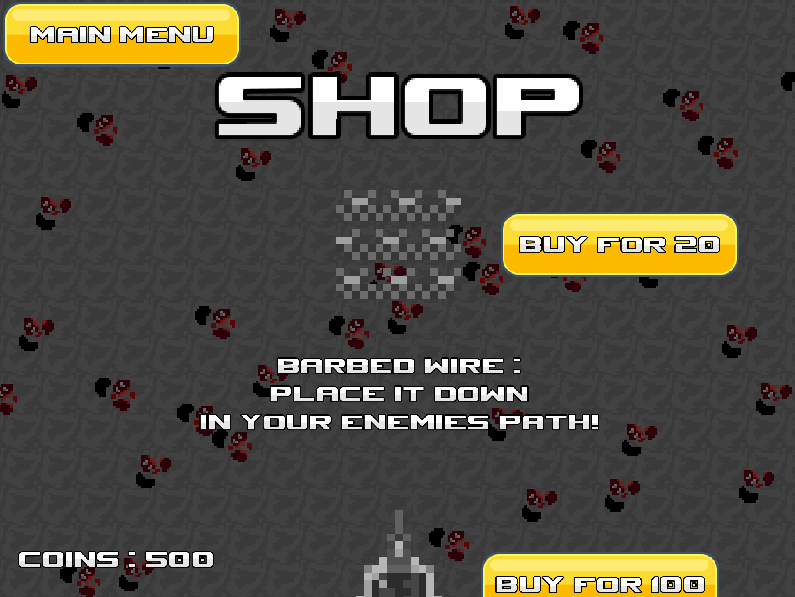 MAIN MENU
SHOP
BUY FOR 20
BARBED WIRE :
PLACE IT DOWN
IN YOUR ENEMIES PATH!
COINS : 500
BUY FOR 100